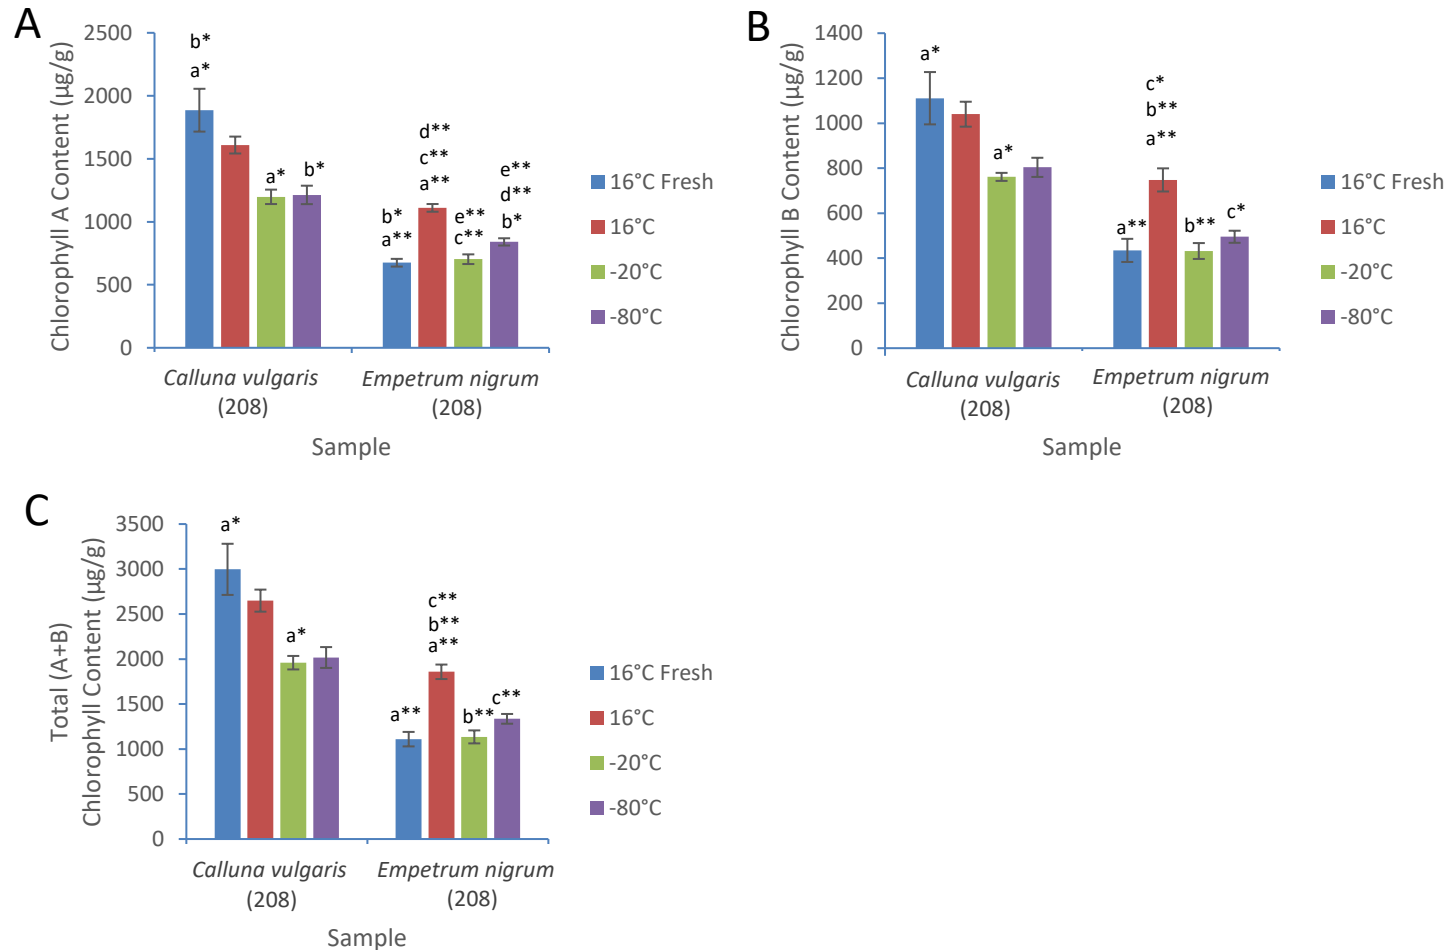 A
Chlorophyll A Content (µg/g)
2500
2000
1500
1000
500
0
b*
a*
a*
b*
b*
a**
d**
c**
a**
e**
c**
e**
d**
b*
Calluna vulgaris
(208)
Empetrum nigrum
(208)
Sample
16°C Fresh
16°C
-20°C
-80°C
B
Chlorophyll B Content (µg/g)
1400
1200
1000
800
600
400
200
0
a*
a*
a**
c*
b**
a**
b**
c*
Calluna vulgaris
(208)
Empetrum nigrum
(208)
Sample
16°C Fresh
16°C
-20°C
-80°C
C
Total (A+B)
Chlorophyll Content (µg/g)
3500
3000
2500
2000
1500
1000
500
0
a*
a*
a**
c**
b**
a**
b**
c**
Calluna vulgaris
(208)
Empetrum nigrum
(208)
Sample
16°C Fresh
16°C
-20°C
-80°C